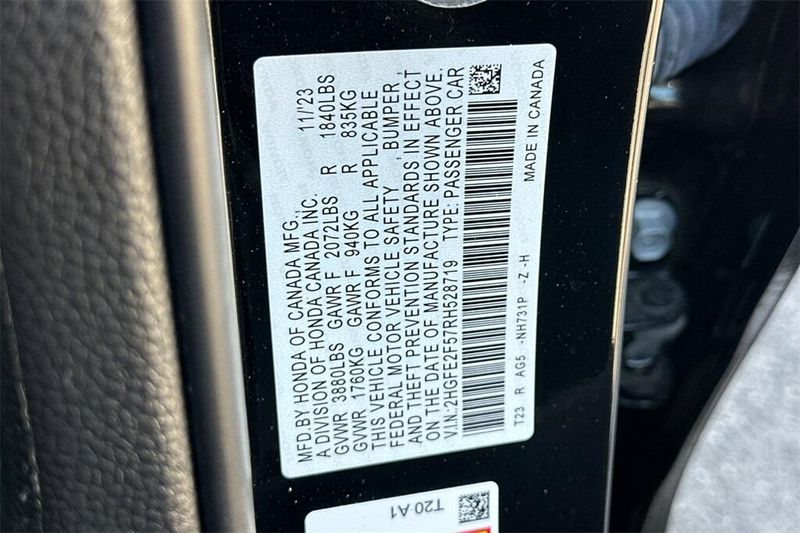 MFD.BY HONDA OF CANADA MFG., 11/23
A DIVISION OF HONDA CANADA INC.
GVWR 3880LBS GAWR F 2072LBS R 1840LBS
GVWR 1760KG GAWR F 940KG R 835KG
THIS VEHICLE CONFORMS TO ALL APPLICABLE
FEDERAL MOTOR VEHICLE SAFETY , BUMPER,
AND THEFT PREVENTION STANDARDS IN EFFECT
ON THE DATE OF MANUFACTURE SHOWN ABOVE.
V.I.N:2HGFE2F57RH528719 TYPE: PASSENGER CAR
T23 R AG5 -NH731P -Z -H MADE IN CANADA
T20 A1